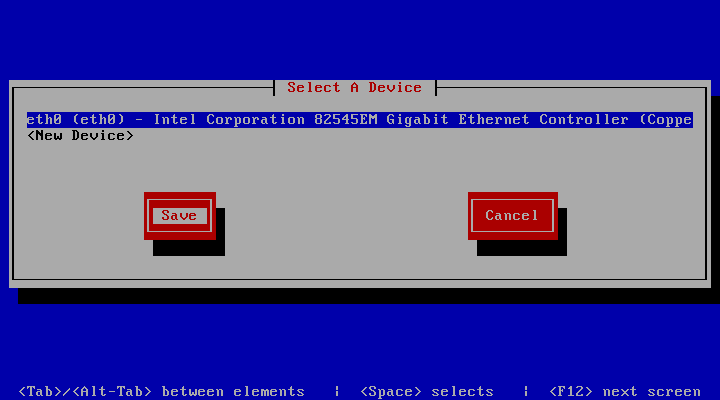 Select A Device
eth0 (eth0) - Intel Corporation 82545EM Gigabit Ethernet Controller (Coppe
<New Device>
Save Cancel
<Tab>/<Alt-Tab> between elements | <Space> selects | <F12> next screen